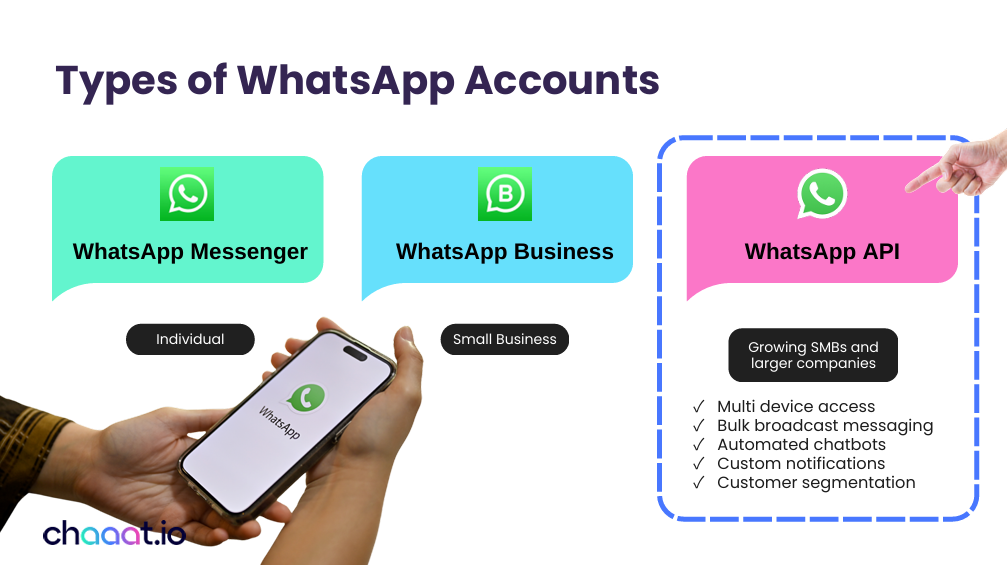 Types of WhatsApp Accounts
WhatsApp Messenger
B
WhatsApp Business
WhatsApp API
Individual
Small Business
Growing SMBs and
larger companies
WhatsApp
✓ Multi device access
✓ Bulk broadcast messaging
✓ Automated chatbots
✓ Custom notifications
✓ Customer segmentation
chaaat.io